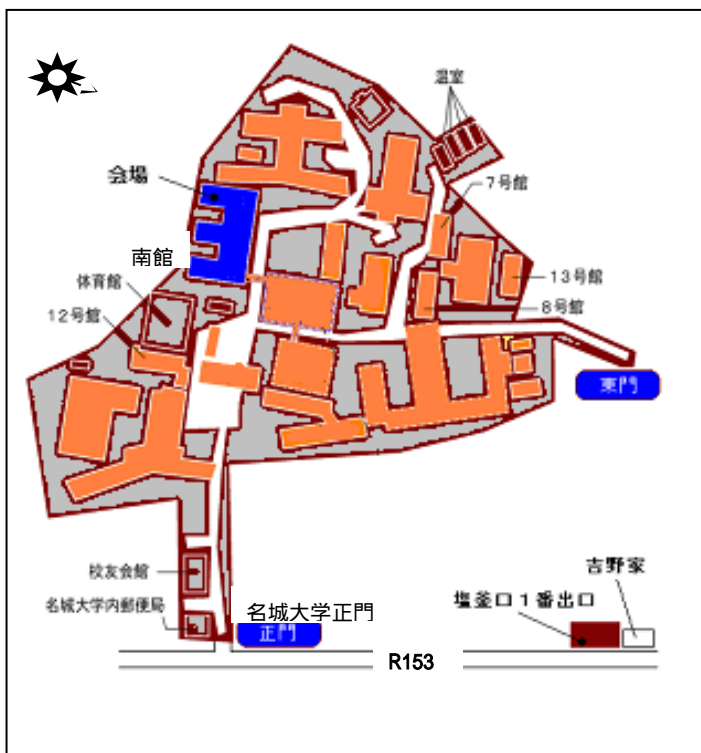 温室
会場
7号館
南館
体育館
13号館
12号館
8号館
東門
校友会館
吉野家
塩釜口1番出口
名城大学内郵便局
名城大学正門
正門
R153